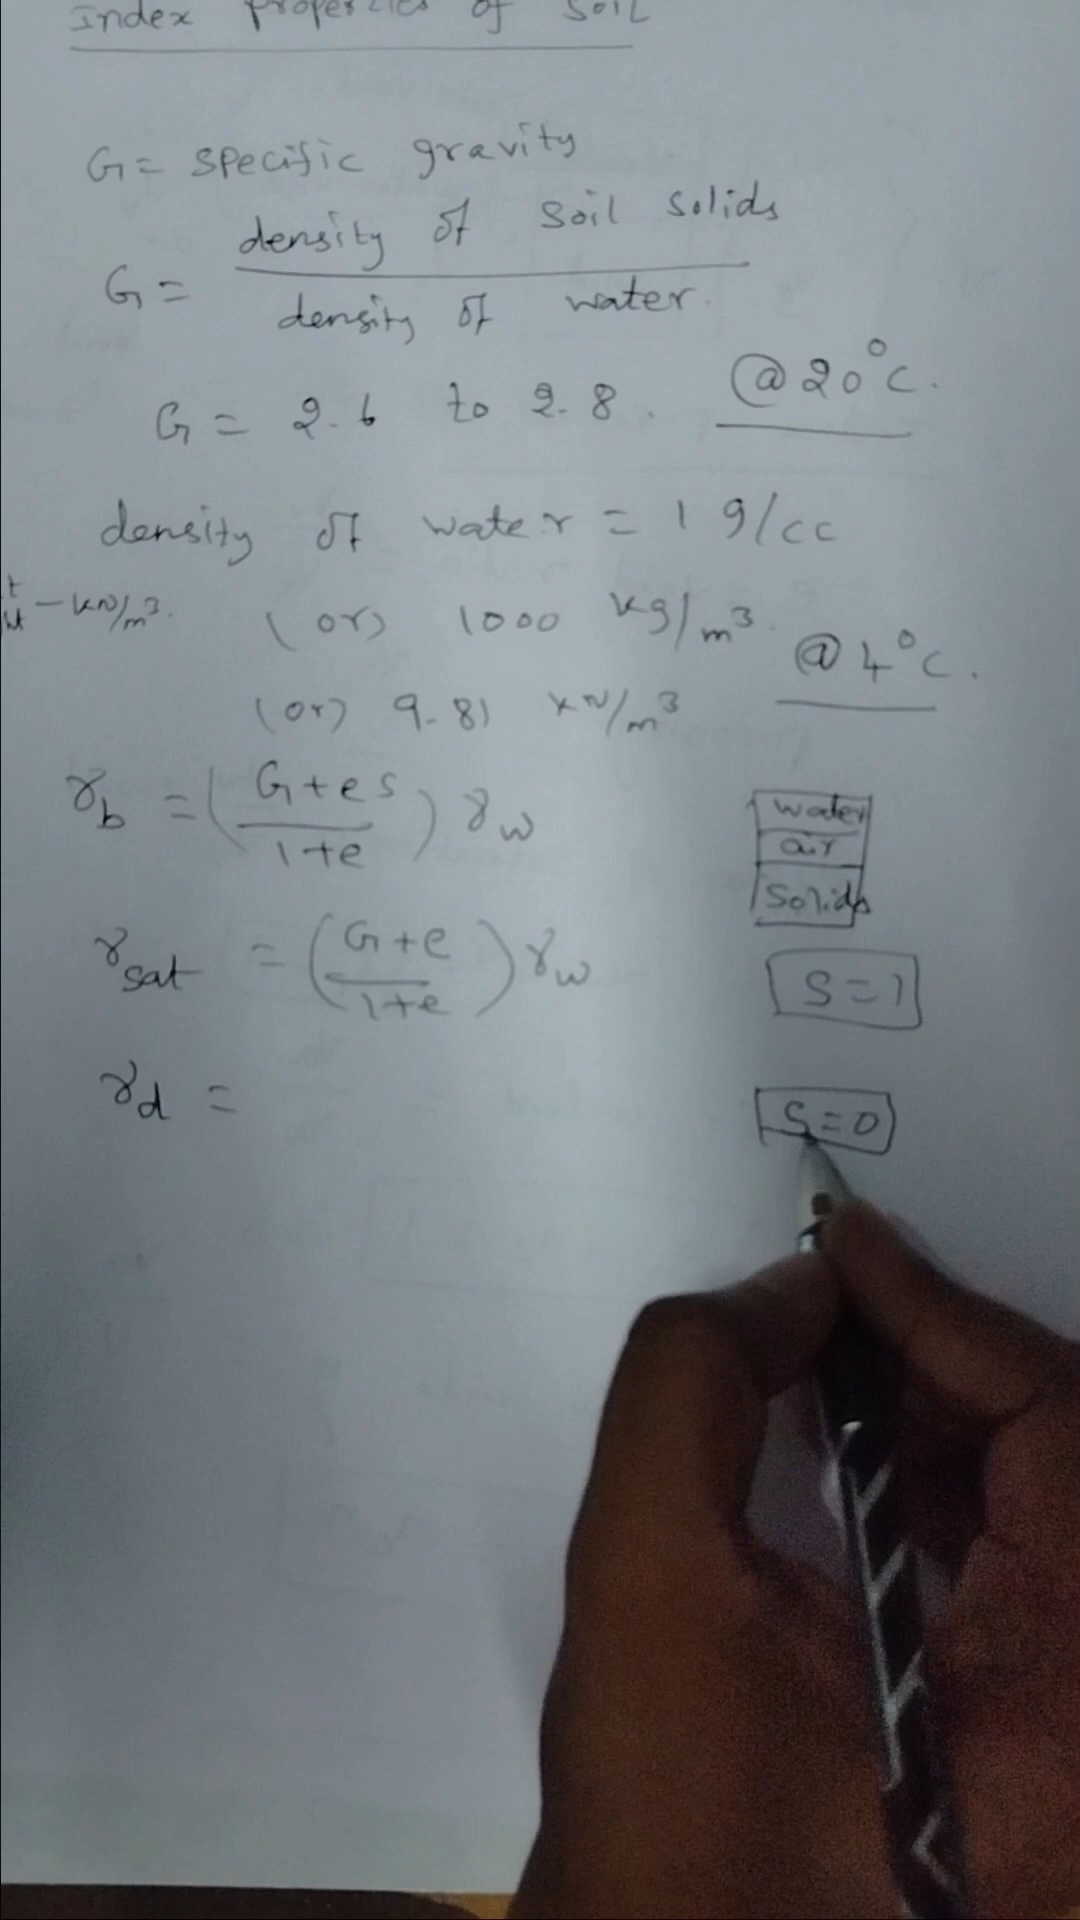 Index properties of soil
G = specific gravity
G = density of soil solids / density of water
G = 2.6 to 2.8. @ 20°C.
density of water = 1 g/cc
- kN/m³. (or) 1000 kg/m³. @ 4°C.
(or) 9.81 kN/m³
γb = (G+es / 1+e) γw
water
air
solids
γsat = (G+e / 1+e) γw S=1
γd = S=0